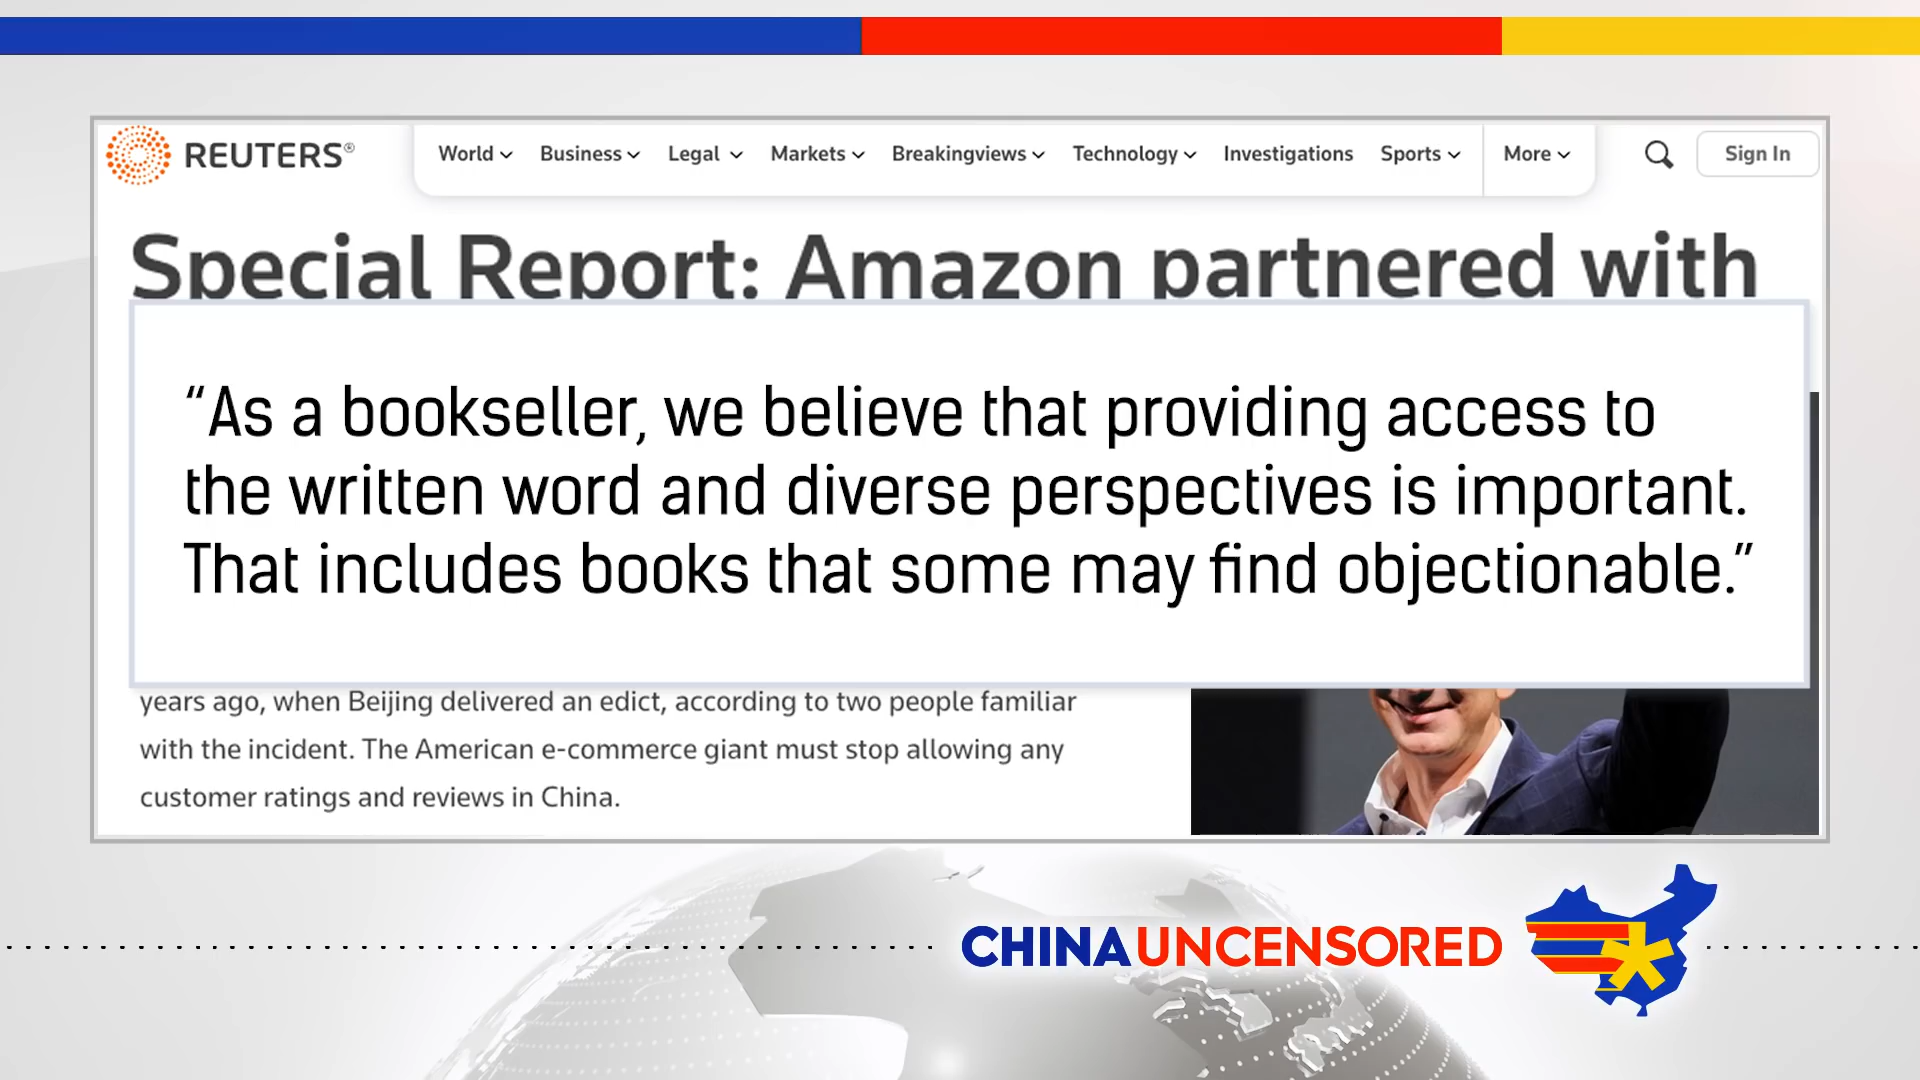 REUTERS®
World Business Legal Markets Breakingviews Technology Investigations Sports More Sign In
Special Report: Amazon partnered with
“As a bookseller, we believe that providing access to
the written word and diverse perspectives is important.
That includes books that some may find objectionable.”
years ago, when Beijing delivered an edict, according to two people familiar
with the incident. The American e-commerce giant must stop allowing any
customer ratings and reviews in China.
CHINAUNCENSORED